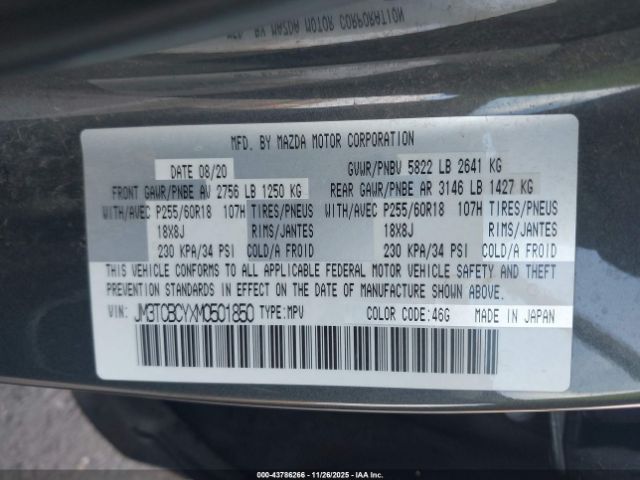 MFD. BY MAZDA MOTOR CORPORATION
MFD. BY MAZDA MOTOR CORPORATION
DATE 08/20 GVWR/PNBV 5822 LB 2641 KG
FRONT GAWR/PNBE AV 2756 LB 1250 KG REAR GAWR/PNBE AR 3146 LB 1427 KG
WITH/AVEC P255/60R18 107H TIRES/PNEUS WITH/AVEC P255/60R18 107H TIRES/PNEUS
18X8J RIMS/JANTES 18X8J RIMS/JANTES
230 KPA/34 PSI COLD/A FROID 230 KPA/34 PSI COLD/A FROID
THIS VEHICLE CONFORMS TO ALL APPLICABLE FEDERAL MOTOR VEHICLE SAFETY AND THEFT
PREVENTION STANDARDS IN EFFECT ON THE DATE OF MANUFACTURE SHOWN ABOVE.
VIN: JM3TCBCYXM0501850 TYPE:MPV COLOR CODE:46G MADE IN JAPAN
000-43786266 - 11/26/2025 - IAA Inc.